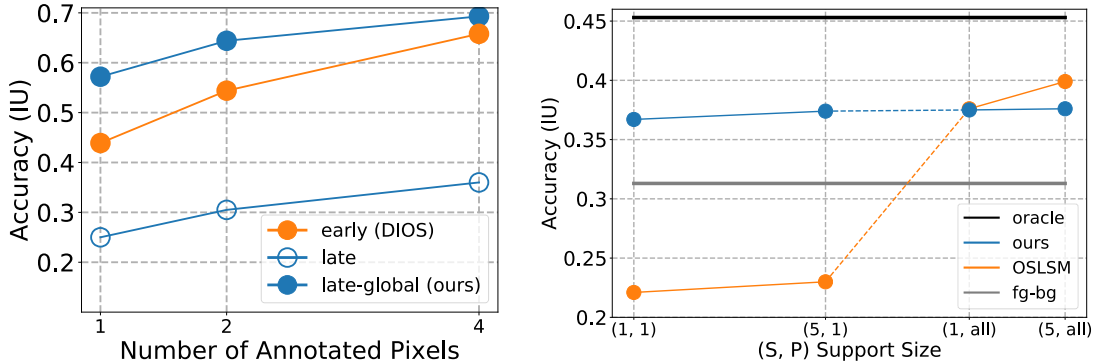 0.7
0.6
0.5
0.4
0.3
0.2
Accuracy (IU)
early (DIOS)
late
late-global (ours)
1
2
4
Number of Annotated Pixels
0.45
0.4
0.35
0.3
0.25
0.2
Accuracy (IU)
oracle
ours
OSLSM
fg-bg
(1, 1)
(5, 1)
(1, all)
(5, all)
(S, P) Support Size